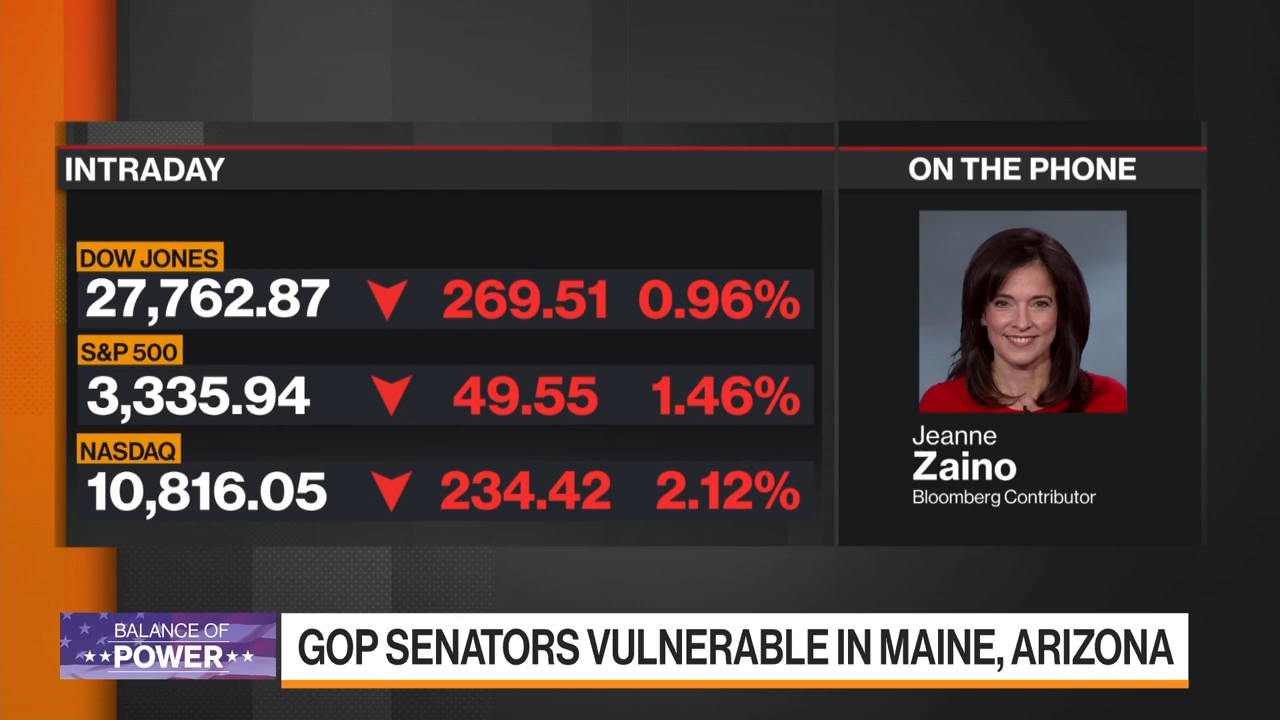 INTRADAY
DOW JONES
27,762.87 ▼ 269.51 0.96%
S&P 500
3,335.94 ▼ 49.55 1.46%
NASDAQ
10,816.05 ▼ 234.42 2.12%
ON THE PHONE
Jeanne
Zaino
Bloomberg Contributor
BALANCE OF
★★POWER★★
GOP SENATORS VULNERABLE IN MAINE, ARIZONA